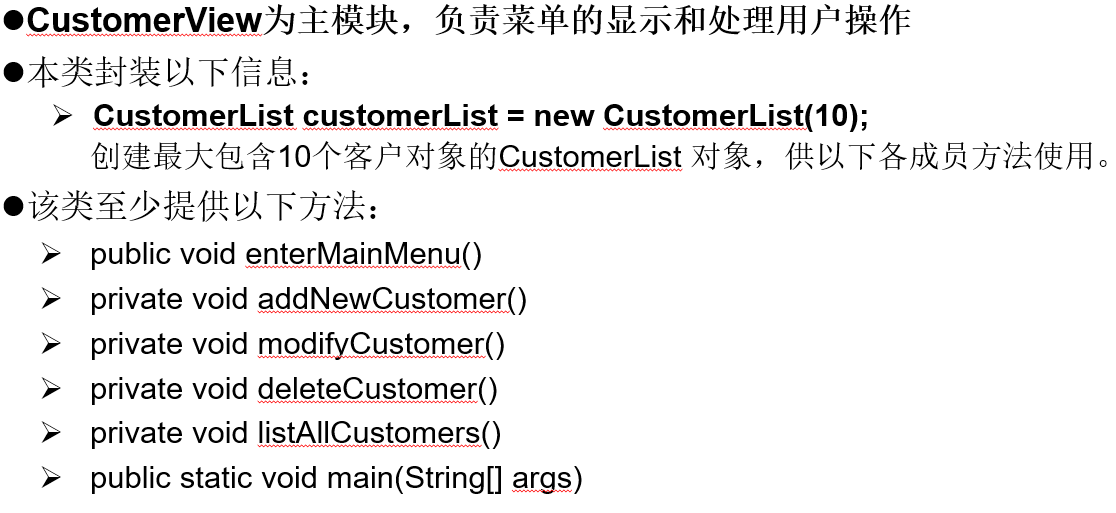 ●CustomerView为主模块，负责菜单的显示和处理用户操作
●本类封装以下信息：
➢ CustomerList customerList = new CustomerList(10);
创建最大包含10个客户对象的CustomerList 对象，供以下各成员方法使用。
●该类至少提供以下方法：
➢ public void enterMainMenu()
➢ private void addNewCustomer()
➢ private void modifyCustomer()
➢ private void deleteCustomer()
➢ private void listAllCustomers()
➢ public static void main(String[] args)